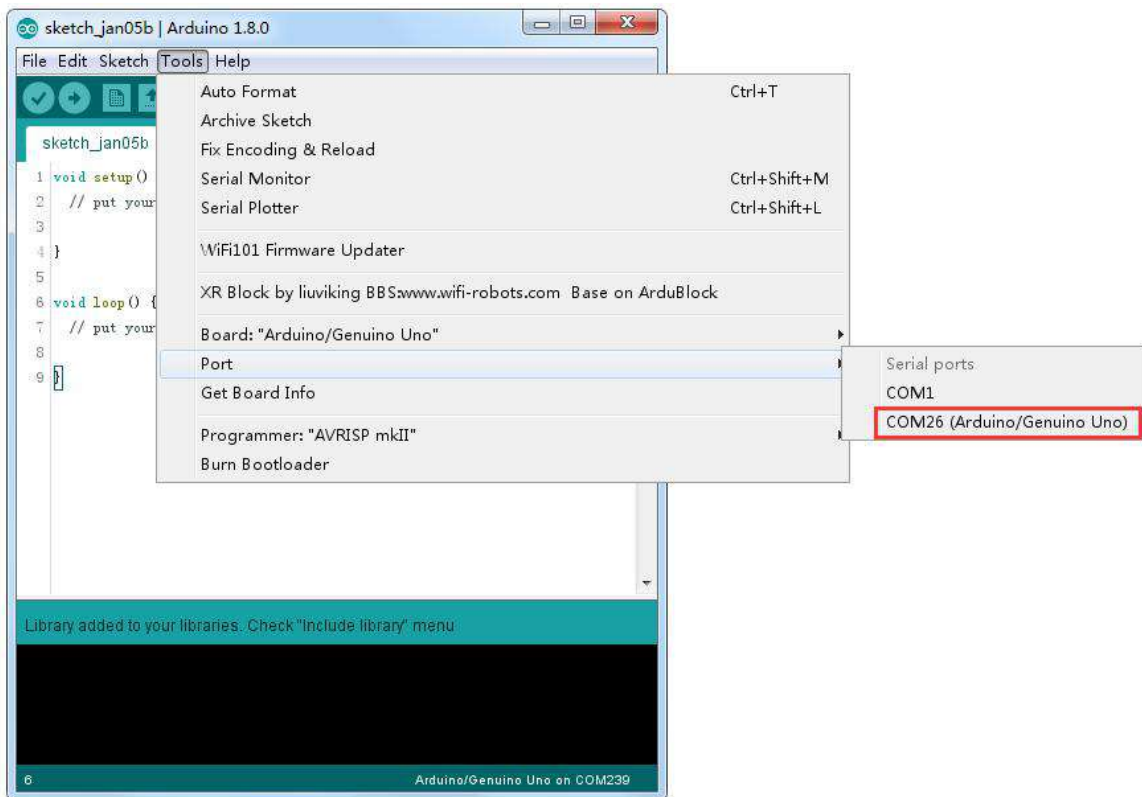 sketch_jan05b | Arduino 1.8.0
File Edit Sketch Tools Help
Auto Format Ctrl+T
Archive Sketch
Fix Encoding & Reload
Serial Monitor Ctrl+Shift+M
Serial Plotter Ctrl+Shift+L
WiFi101 Firmware Updater
XR Block by liuviking BBS:www.wifi-robots.com Base on ArduBlock
Board: "Arduino/Genuino Uno"
Port
Get Board Info
Programmer: "AVRISP mkII"
Burn Bootloader
Serial ports
COM1
COM26 (Arduino/Genuino Uno)
sketch_jan05b
1 void setup()
2 // put your
3
4 }
5
6 void loop() {
7 // put your
8
9 }
Library added to your libraries. Check "Include library" menu
6 Arduino/Genuino Uno on COM239